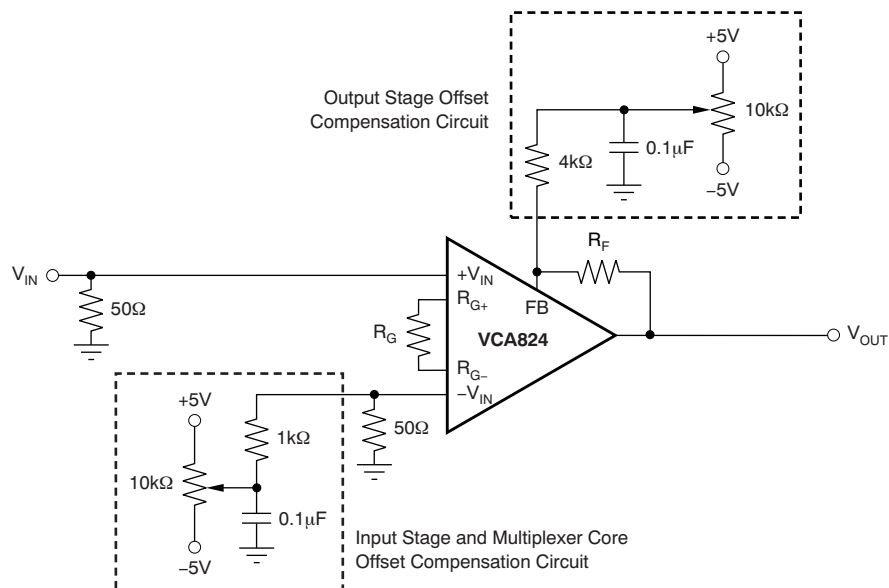 +5V
Output Stage Offset
Compensation Circuit
10kΩ
0.1μF
4kΩ
−5V
R_F
V_IN
+V_IN
FB
R_G+
50Ω
R_G
VCA824
V_OUT
R_G−
−V_IN
+5V
50Ω
1kΩ
10kΩ
0.1μF
−5V
Input Stage and Multiplexer Core
Offset Compensation Circuit